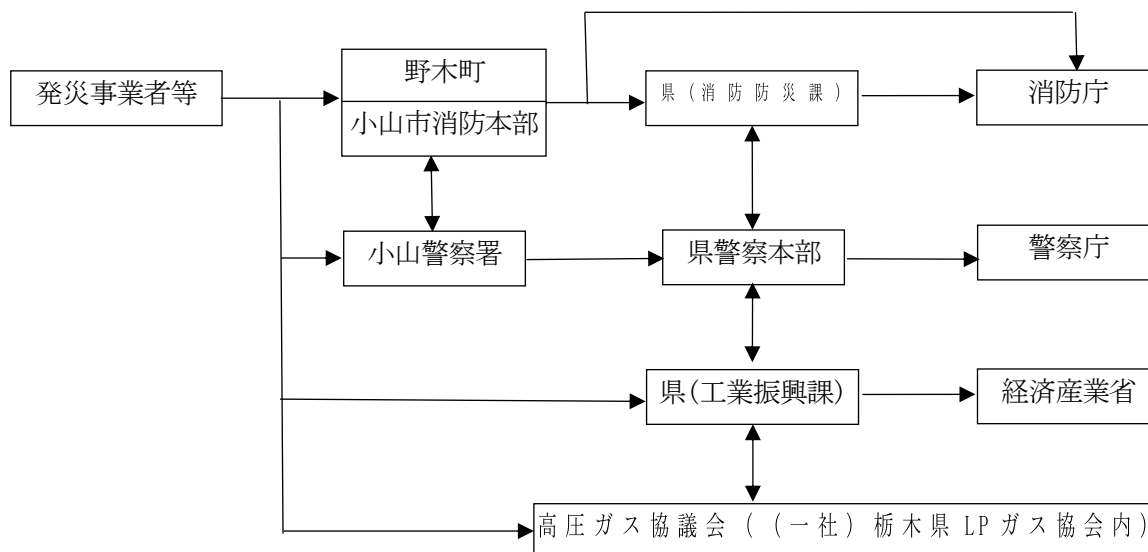 発災事業者等
野木町
小山市消防本部
県(消防防災課)
消防庁
小山警察署
県警察本部
警察庁
県(工業振興課)
経済産業省
高圧ガス協議会((一社)栃木県LPガス協会内)